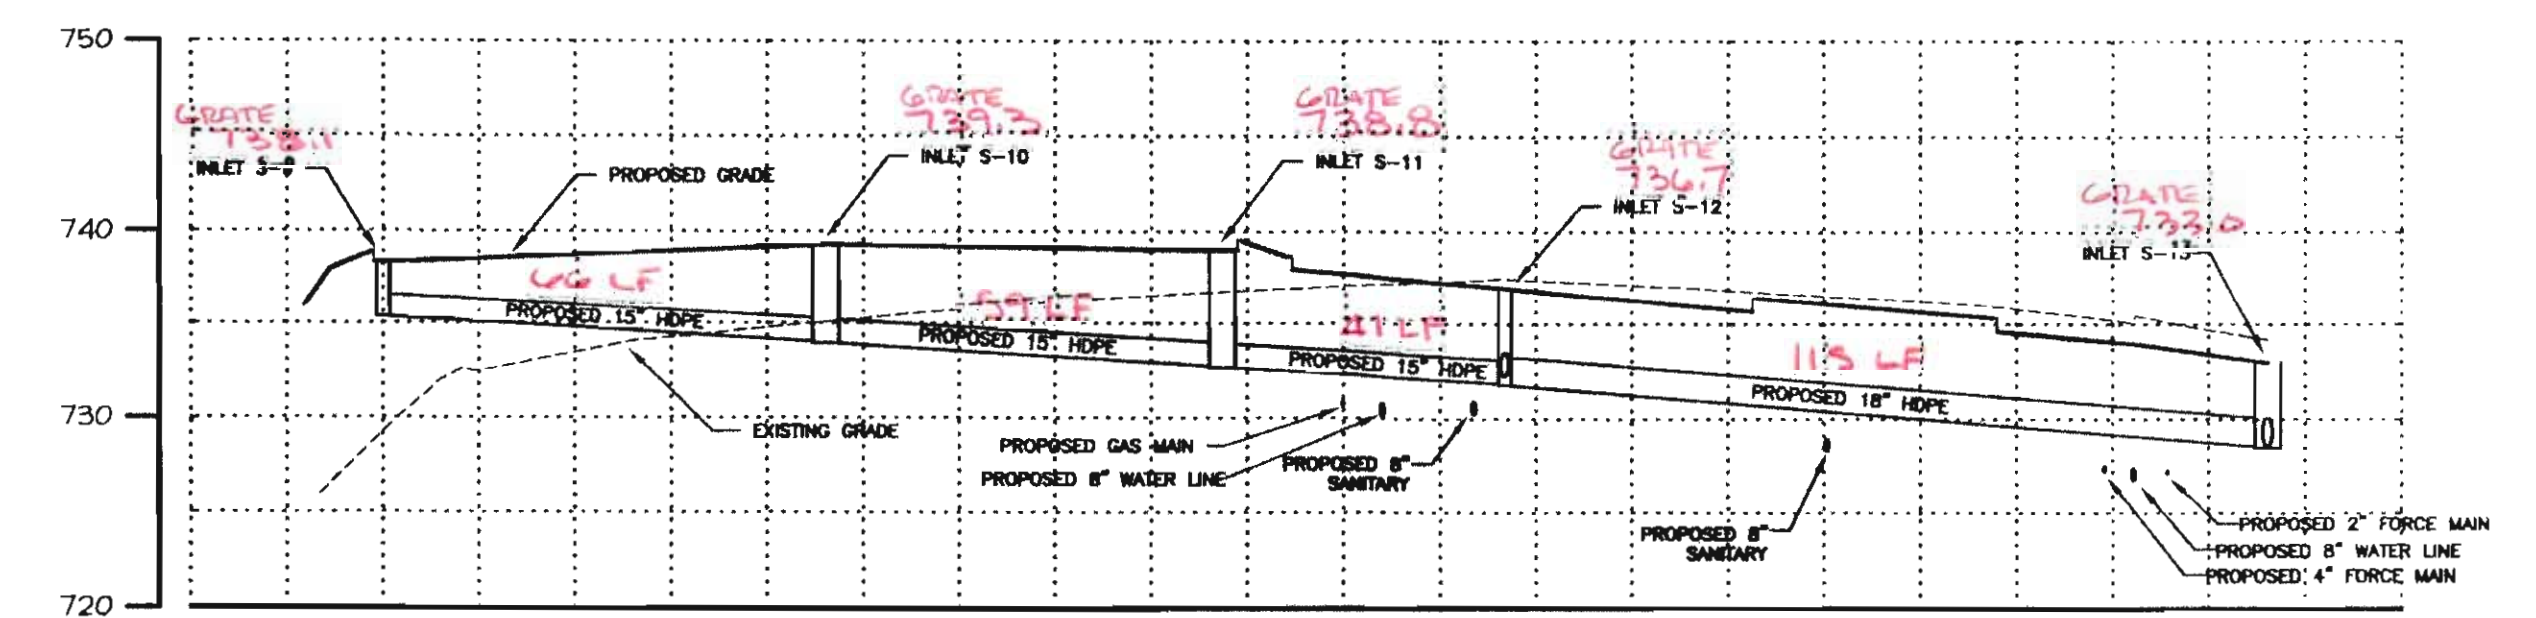 750
GRATE
738.1
INLET S-9
PROPOSED GRADE
GRATE
739.3
INLET S-10
GRATE
738.8
INLET S-11
GRATE
736.7
INLET S-12
GRATE
733.0
INLET S-13
740
66 LF
PROPOSED 15" HDPE
59 LF
PROPOSED 15" HDPE
41 LF
PROPOSED 15" HDPE
115 LF
PROPOSED 18" HDPE
730
EXISTING GRADE
PROPOSED GAS MAIN
PROPOSED 8" WATER LINE
PROPOSED 8"
SANITARY
PROPOSED 8"
SANITARY
PROPOSED 2" FORCE MAIN
PROPOSED 8" WATER LINE
PROPOSED 4" FORCE MAIN
720